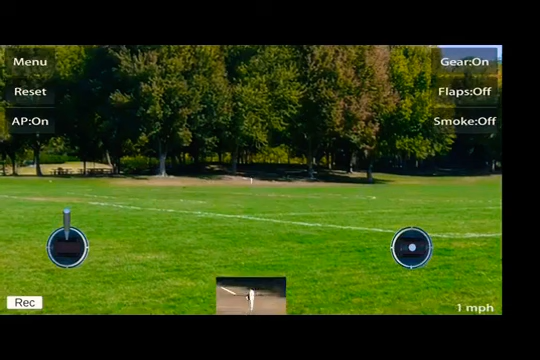 Menu
Gear:On
Reset
Flaps:Off
AP:On
Smoke:Off
Rec
1 mph